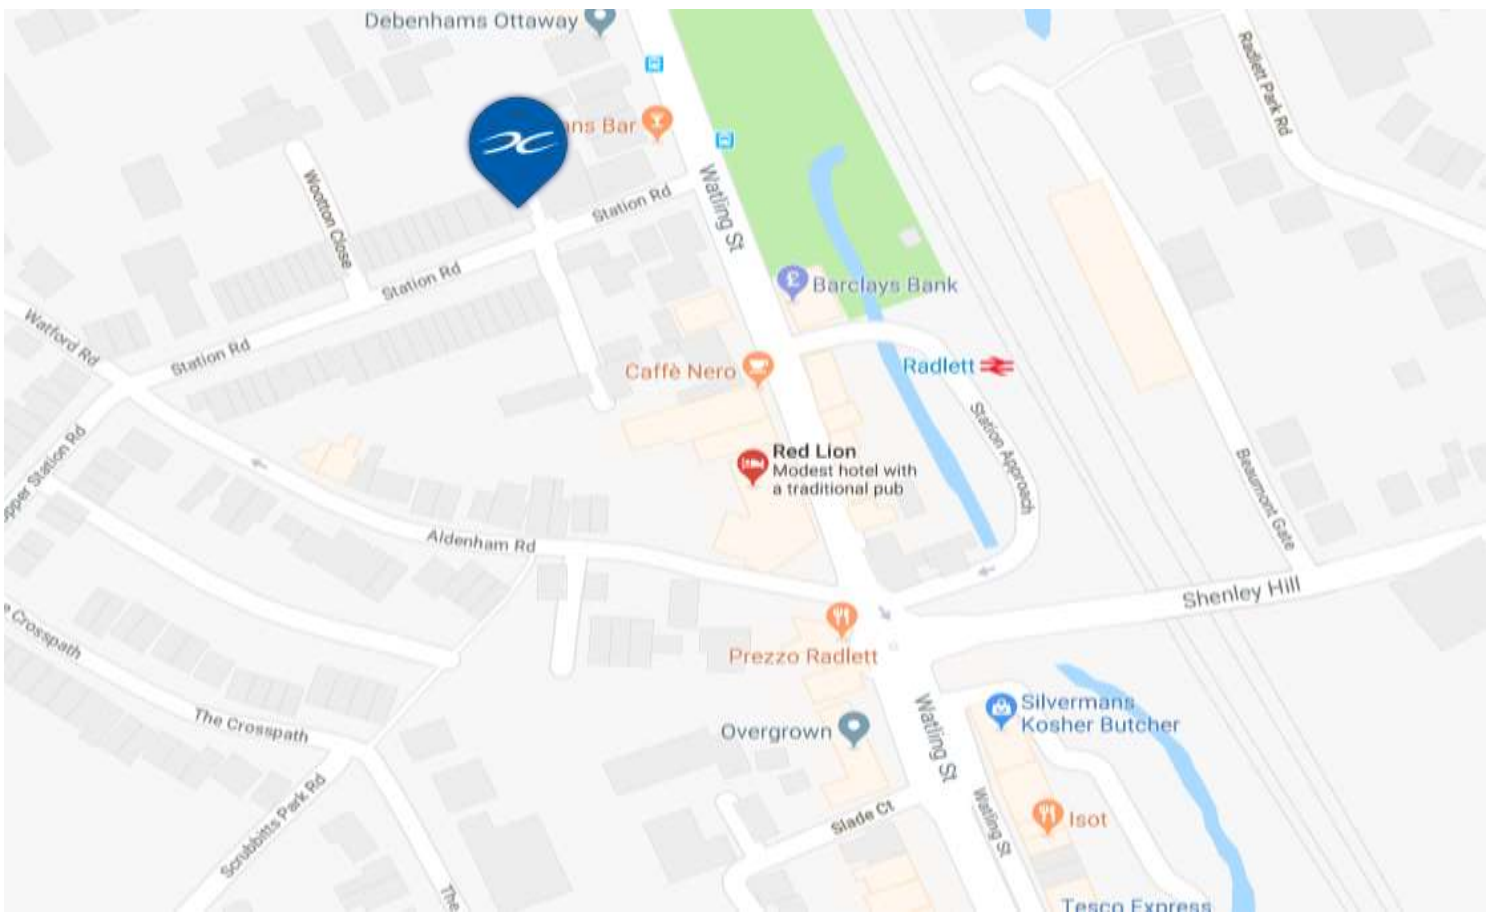 Debenhams Ottaway
ans Bar
Radlett Park Rd
Wootton Close
Station Rd
Watling St
Station Rd
Barclays Bank
Watford Rd
Station Rd
Caffè Nero
Radlett
Station Approach
Red Lion
Modest hotel with
a traditional pub
pper Station Rd
Beaumont Gate
Aldenham Rd
Shenley Hill
Crosspath
Prezzo Radlett
Silvermans
Kosher Butcher
The Crosspath
Overgrown
Watling St
Scrubbitts Park Rd
Slade Ct
Watling St
Isot
The
Tesco Express